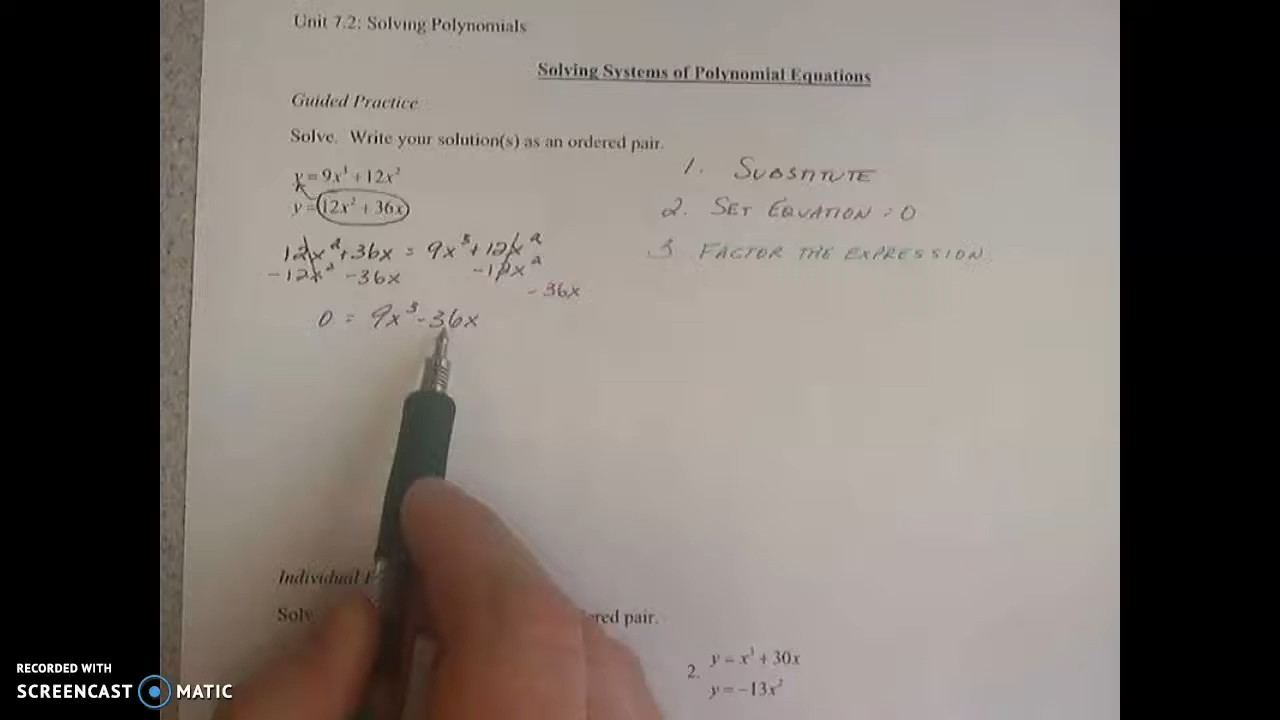 Unit 7.2: Solving Polynomials
Solving Systems of Polynomial Equations
Guided Practice
Solve. Write your solution(s) as an ordered pair.
y = 9x³ + 12x²
y = 12x² + 36x
1. SUBSTITUTE
2. SET EQUATION = 0
3 FACTOR THE EXPRESSION
12x² + 36x = 9x³ + 12x²
-12x² - 36x -12x²
- 36x
0 = 9x³ - 36x
Individual
Solv ered pair.
2. y = x³ + 30x
y = -13x²
RECORDED WITH
SCREENCAST MATIC